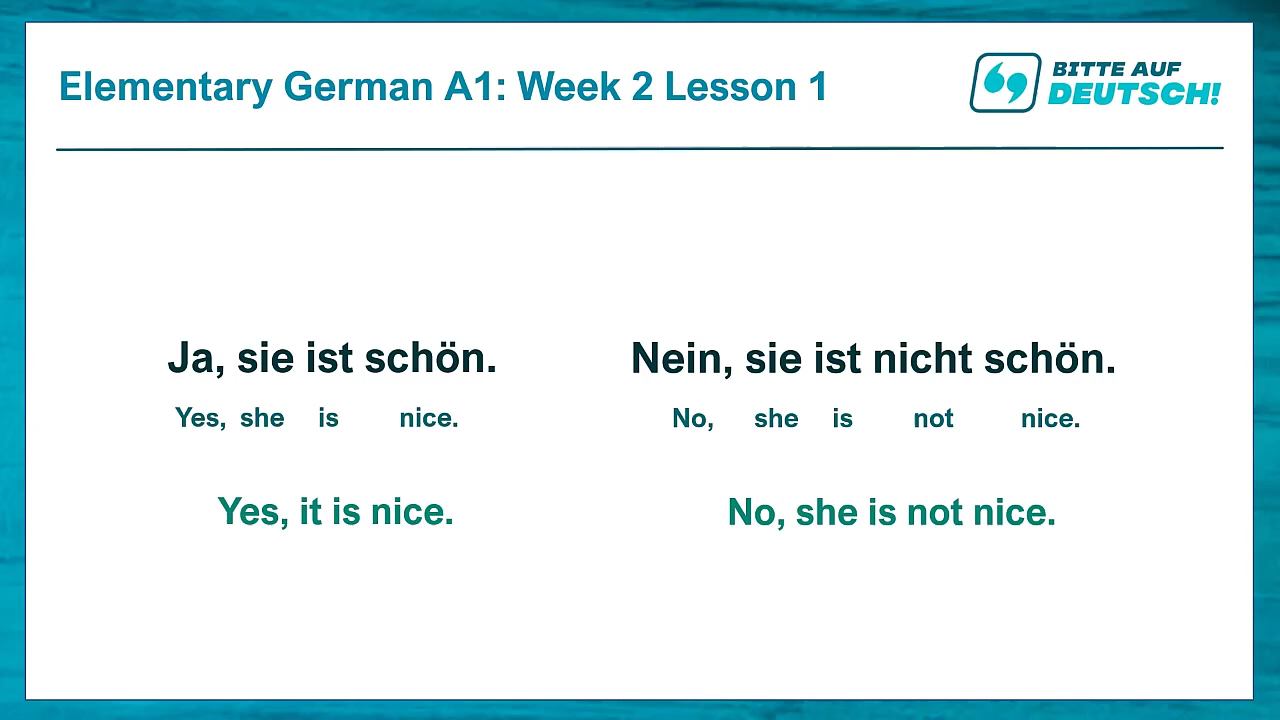 Elementary German A1: Week 2 Lesson 1
BITTE AUF
DEUTSCH!
Ja, sie ist schön.
Yes, she is nice.
Yes, it is nice.
Nein, sie ist nicht schön.
No, she is not nice.
No, she is not nice.